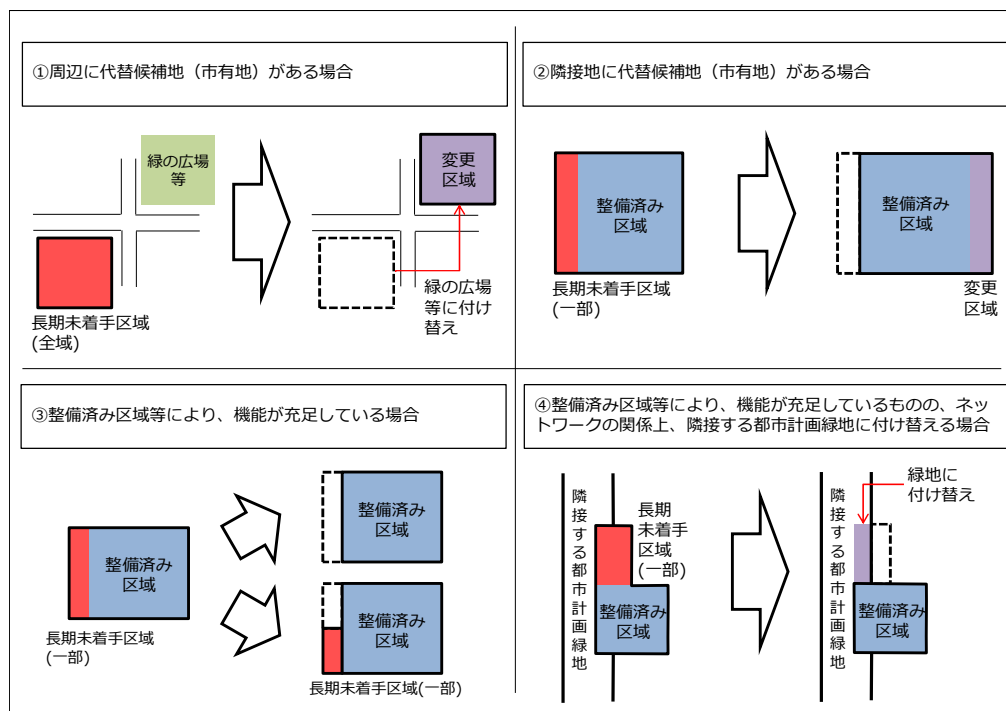 ①周辺に代替候補地（市有地）がある場合
緑の広場
等
変更
区域
緑の広場
等に付け
替え
長期未着手区域
(全域)
②隣接地に代替候補地（市有地）がある場合
整備済み
区域
長期未着手区域
(一部)
整備済み
区域
変更
区域
③整備済み区域等により、機能が充足している場合
整備済み
区域
長期未着手区域
(一部)
整備済み
区域
整備済み
区域
長期未着手区域(一部)
④整備済み区域等により、機能が充足しているものの、ネッ
トワークの関係上、隣接する都市計画緑地に付け替える場合
隣接する都市計画緑地
長期
未着手
区域
(一部)
整備済み
区域
隣接する都市計画緑地
緑地に
付け替え
整備済み
区域